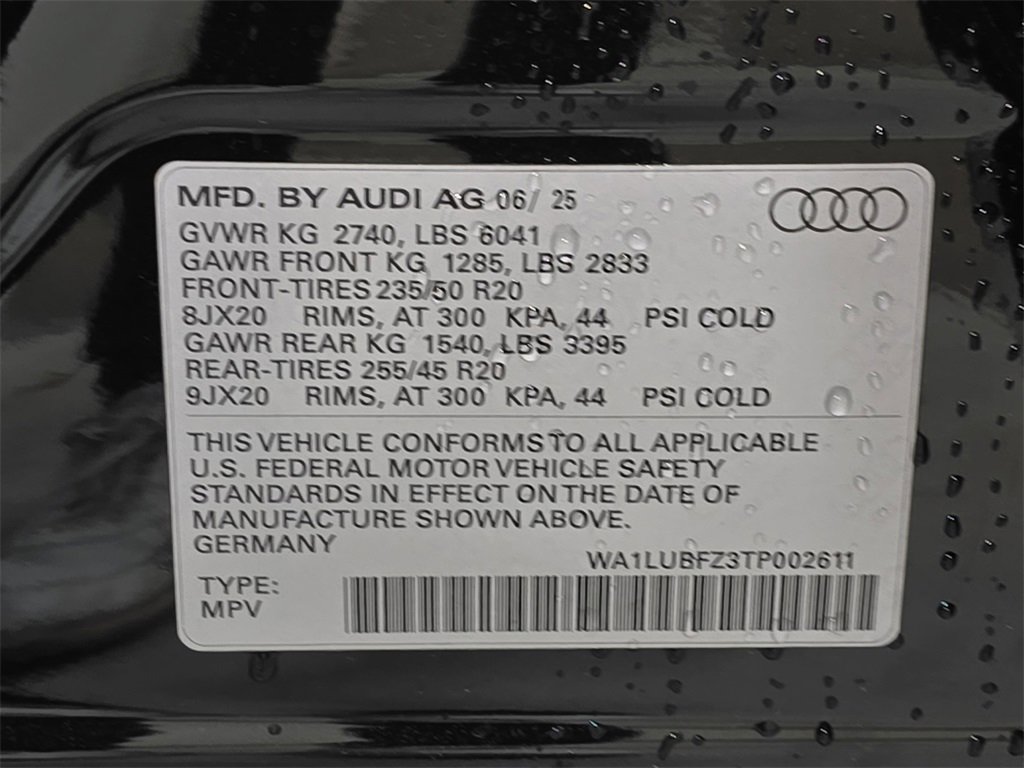 MFD. BY AUDI AG 06/ 25
GVWR KG 2740, LBS 6041
GAWR FRONT KG 1285, LBS 2833
FRONT-TIRES 235/50 R20
8JX20 RIMS, AT 300 KPA, 44 PSI COLD
GAWR REAR KG 1540, LBS 3395
REAR-TIRES 255/45 R20
9JX20 RIMS, AT 300 KPA, 44 PSI COLD
THIS VEHICLE CONFORMS TO ALL APPLICABLE
U.S. FEDERAL MOTOR VEHICLE SAFETY
STANDARDS IN EFFECT ON THE DATE OF
MANUFACTURE SHOWN ABOVE.
GERMANY
WA1LUBFZ3TP002611
TYPE:
MPV